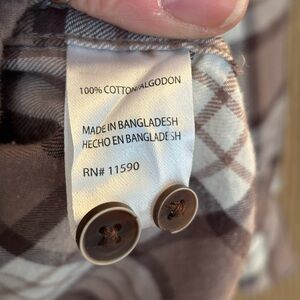 100% COTTON/ALGODON
MADE IN BANGLADESH
HECHO EN BANGLADESH
RN# 11590